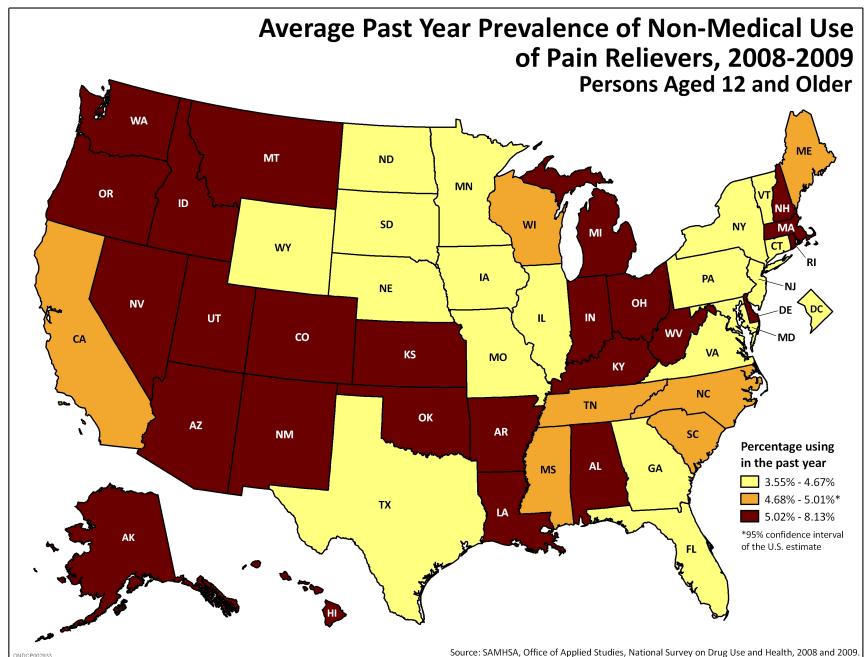 Average Past Year Prevalence of Non-Medical Use
of Pain Relievers, 2008-2009
Persons Aged 12 and Older
WA
MT
ND
MN
ME
OR
ID
VT
NH
WI
MI
NY
MA
SD
WY
CT
RI
IA
PA
NE
NJ
NV
OH
DE
DC
UT
IL
IN
CO
WV
MD
CA
VA
KS
MO
KY
NC
TN
AZ
OK
NM
AR
SC
MS
AL
GA
TX
LA
AK
FL
HI
Percentage using
in the past year
3.55% - 4.67%
4.68% - 5.01%*
5.02% - 8.13%
*95% confidence interval
of the U.S. estimate
Source: SAMHSA, Office of Applied Studies, National Survey on Drug Use and Health, 2008 and 2009.